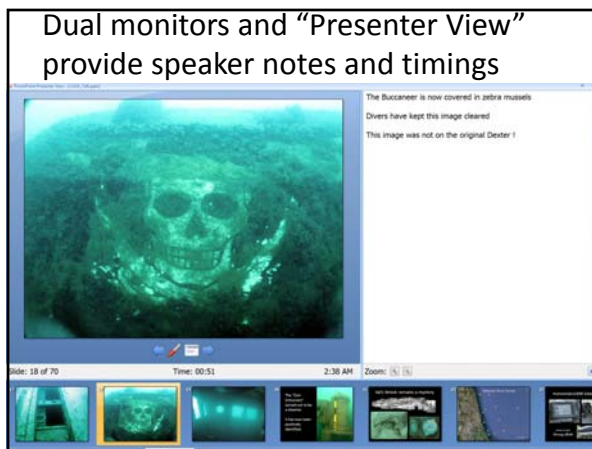 Dual monitors and “Presenter View”
provide speaker notes and timings
The Buccaneer is now covered in zebra mussels
Divers have kept this image cleared
This image was not on the original Dexter !
Slide: 18 of 70
Time: 00:51
2:38 AM
Zoom: